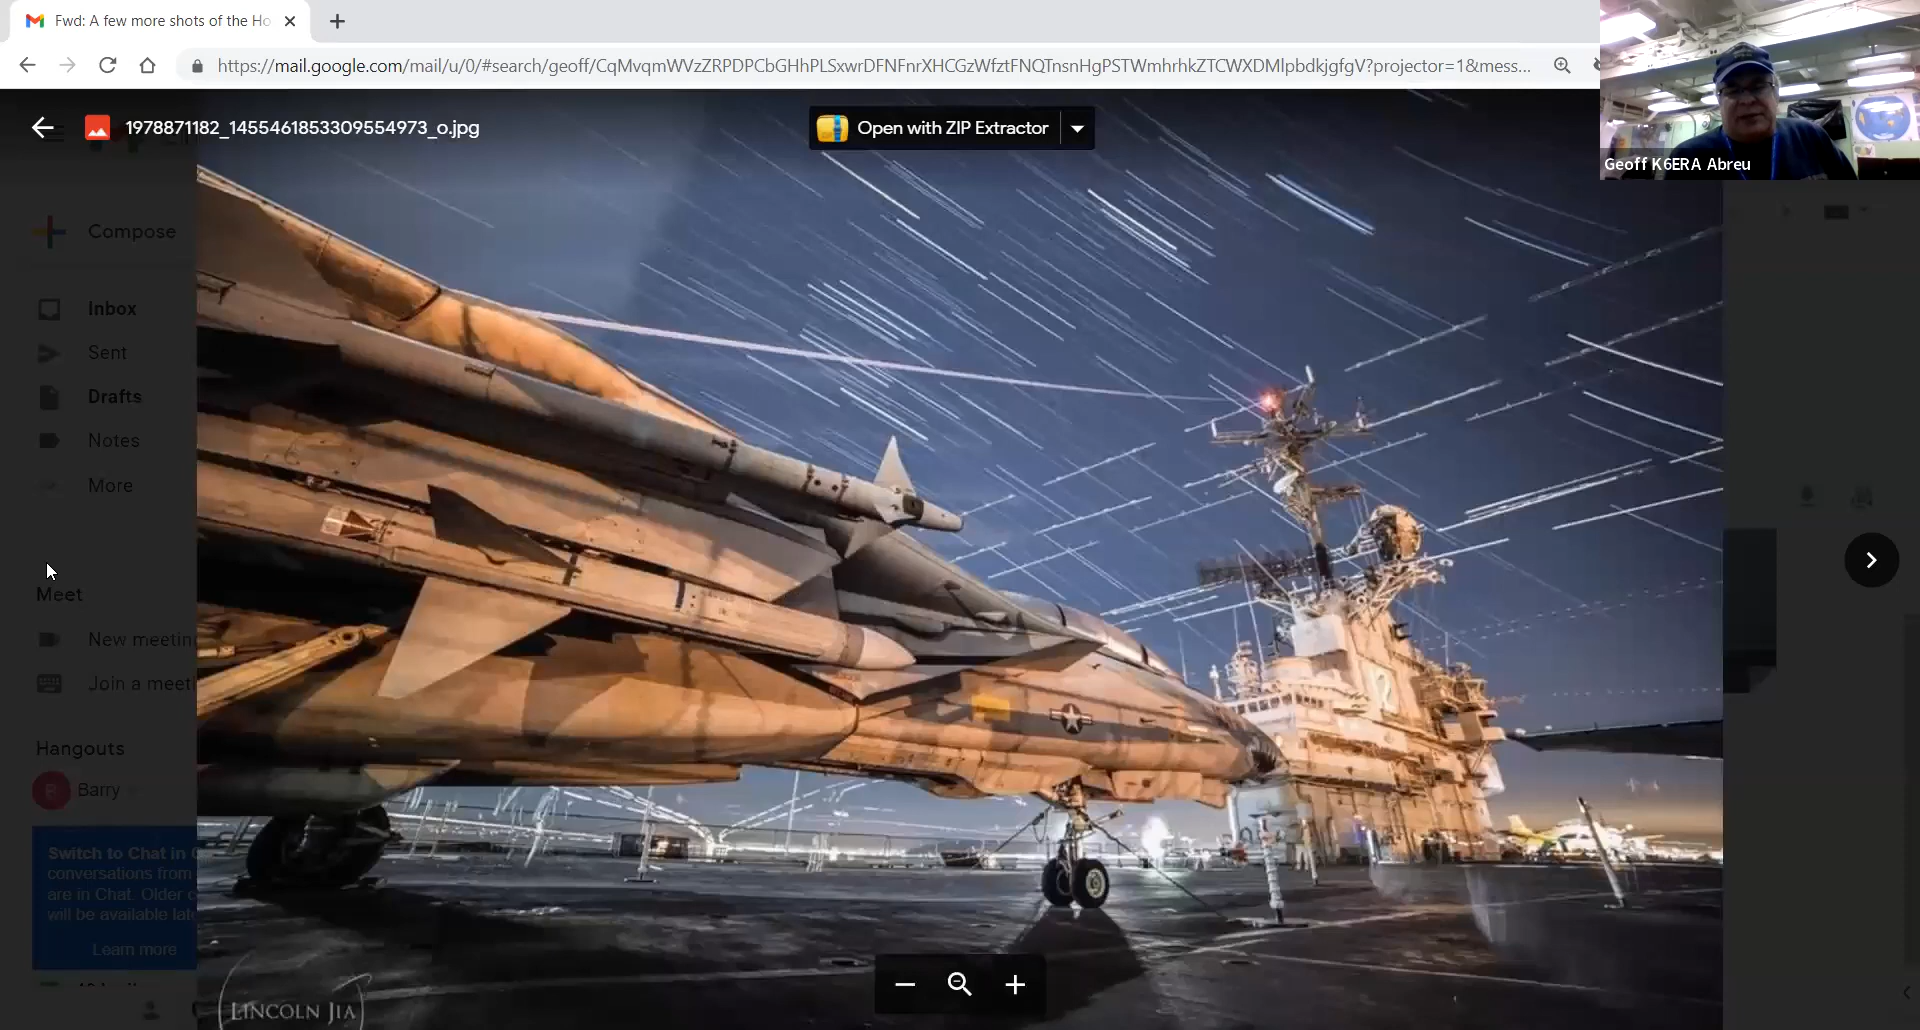 Fwd: A few more shots of the Ho
https://mail.google.com/mail/u/0/#search/geoff/CqMvqmWVzZRPDPCbGHhPLSxwrDFNFnrXHCGzWfztFNQTnsnHgPSTWmhrhkZTCWXDMlpbdkjgfgV?projector=1&mess...
1978871182_1455461853309554973_o.jpg
Open with ZIP Extractor
Geoff K6ERA Abreu
Compose
Inbox
Sent
Drafts
Notes
More
Meet
New meetin
Join a meeti
Hangouts
Barry
Switch to Chat in
conversations from
are in Chat. Older c
will be available lat
Learn more
LINCOLN JIA